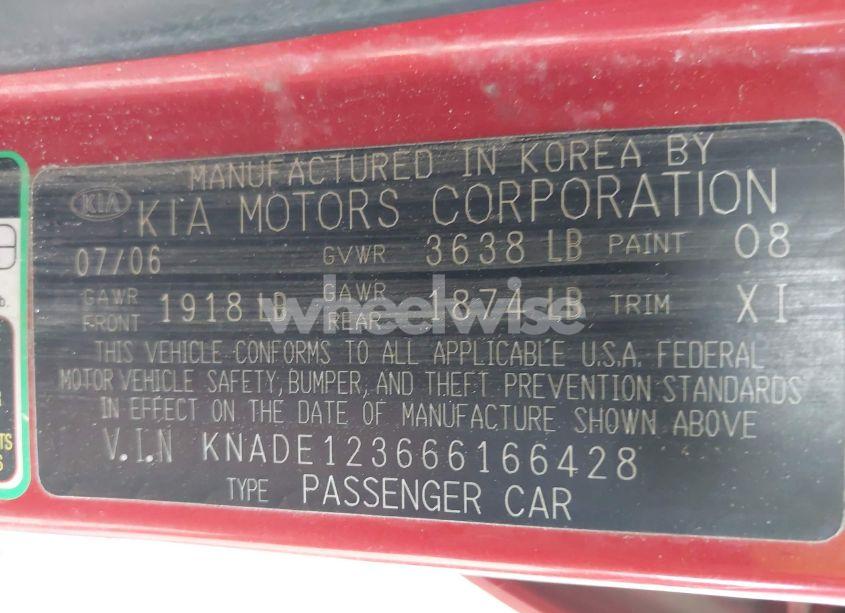 MANUFACTURED IN KOREA BY
KIA KIA MOTORS CORPORATION
07/06 GVWR 3638 LB PAINT 08
GAWR FRONT 1918 LB GAWR REAR 1874 LB TRIM XI
THIS VEHICLE CONFORMS TO ALL APPLICABLE U.S.A. FEDERAL
MOTOR VEHICLE SAFETY, BUMPER, AND THEFT PREVENTION STANDARDS
IN EFFECT ON THE DATE OF MANUFACTURE SHOWN ABOVE
V.I.N KNADE123666166428
TYPE PASSENGER CAR
wheelwise